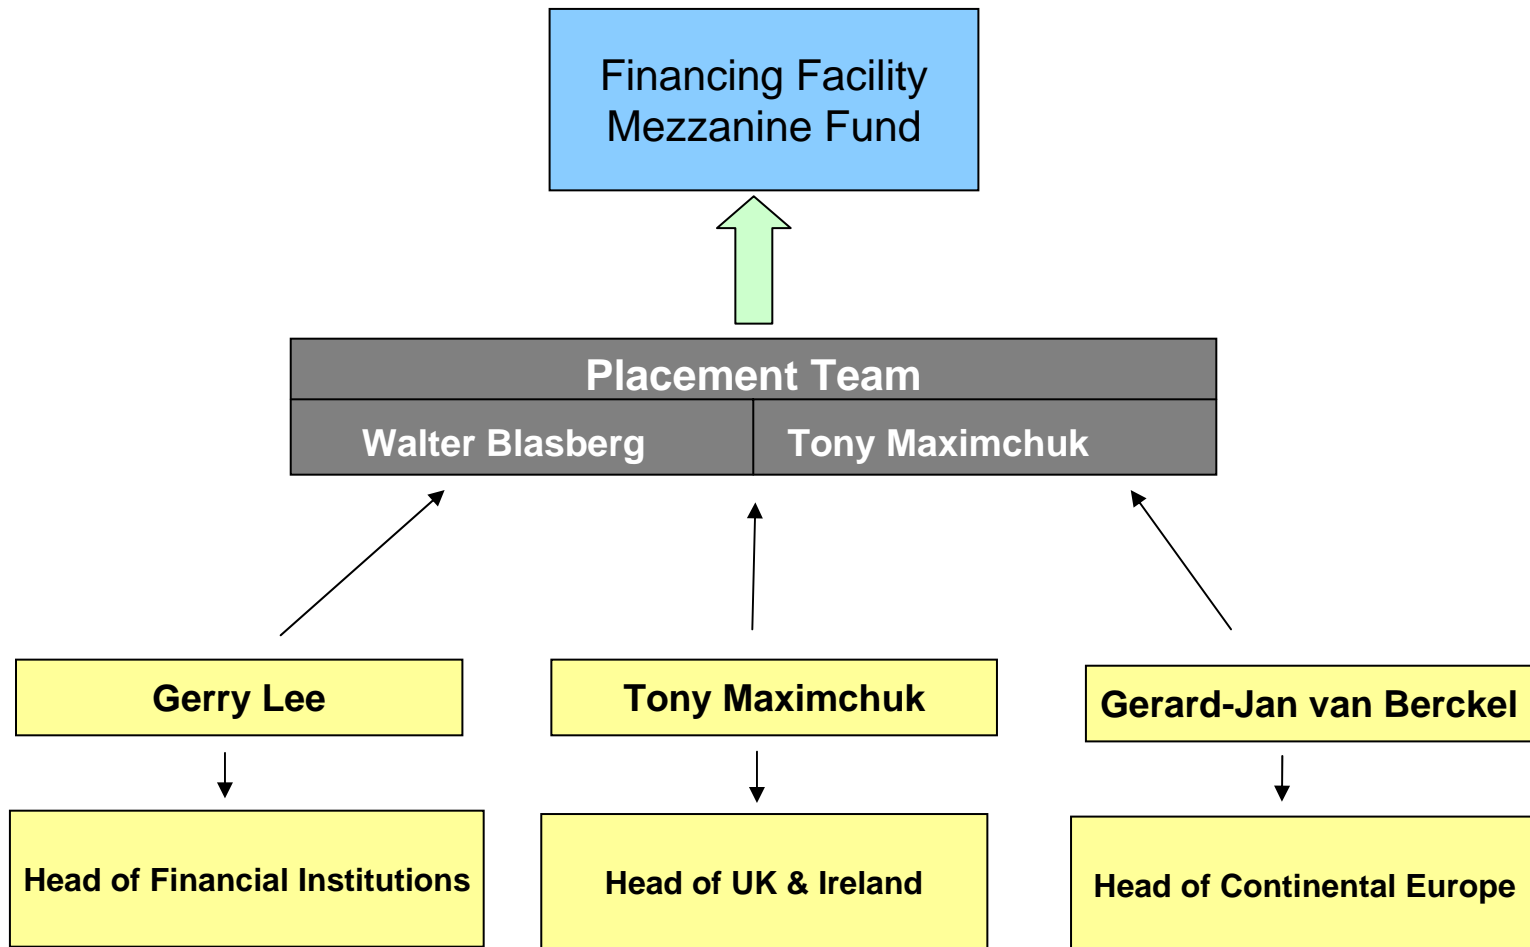 Financing Facility
Mezzanine Fund
Placement Team
Walter Blasberg
Tony Maximchuk
Gerry Lee
Tony Maximchuk
Gerard-Jan van Berckel
Head of Financial Institutions
Head of UK & Ireland
Head of Continental Europe